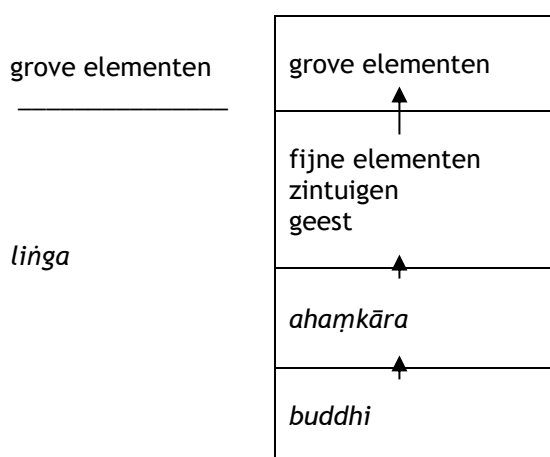 grove elementen
liṅga
grove elementen
fijne elementen
zintuigen
geest
ahaṃkāra
buddhi